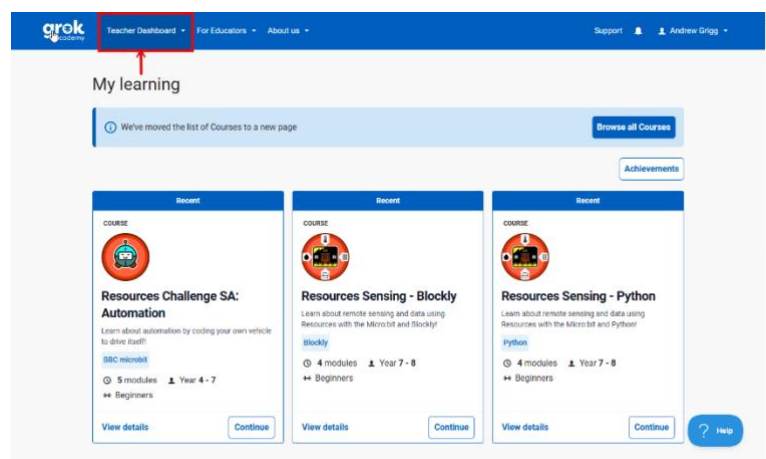 grok
academy
Teacher Dashboard
For Educators
About us
Support
Andrew Grigg
My learning
We've moved the list of Courses to a new page
Browse all Courses
Achievements
Recent
COURSE
Resources Challenge SA:
Automation
Learn about automation by coding your own vehicle
to drive itself!
BBC microbit
5 modules Year 4 - 7
Beginners
View details
Continue
Recent
COURSE
Resources Sensing - Blockly
Learn about remote sensing and data using
Resources with the Micro:bit and Blockly!
Blockly
4 modules Year 7 - 8
Beginners
View details
Continue
Recent
COURSE
Resources Sensing - Python
Learn about remote sensing and data using
Resources with the Micro:bit and Python!
Python
4 modules Year 7 - 8
Beginners
View details
Continue
? Help